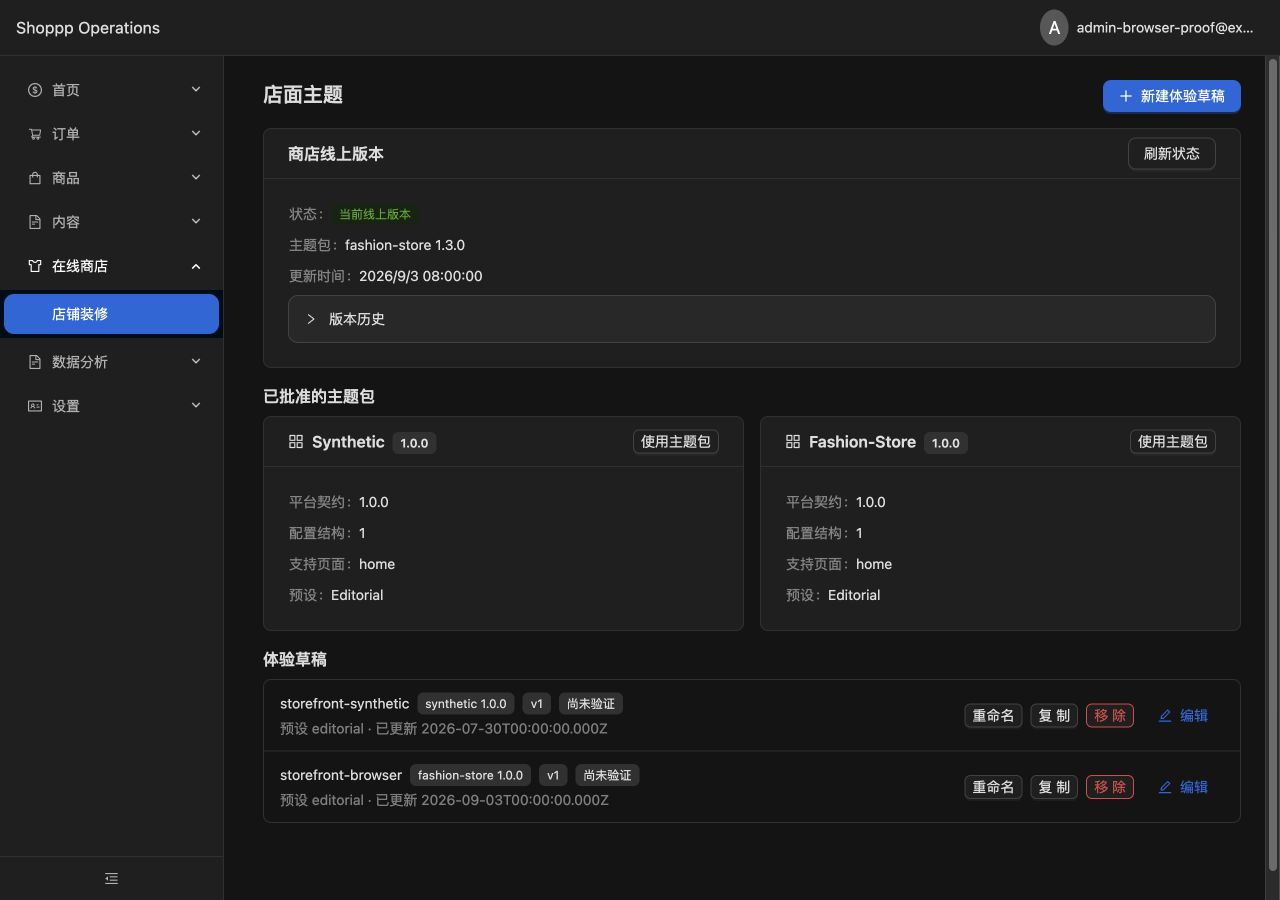 Shoppp Operations
A admin-browser-proof@ex...
首页
订单
商品
内容
在线商店
店铺装修
数据分析
设置
店面主题
新建体验草稿
商店线上版本
刷新状态
状态： 当前线上版本
主题包： fashion-store 1.3.0
更新时间： 2026/9/3 08:00:00
版本历史
已批准的主题包
Synthetic 1.0.0 使用主题包
平台契约： 1.0.0
配置结构： 1
支持页面： home
预设： Editorial
Fashion-Store 1.0.0 使用主题包
平台契约： 1.0.0
配置结构： 1
支持页面： home
预设： Editorial
体验草稿
storefront-synthetic synthetic 1.0.0 v1 尚未验证
预设 editorial · 已更新 2026-07-30T00:00:00.000Z
重命名 复 制 移 除 编辑
storefront-browser fashion-store 1.0.0 v1 尚未验证
预设 editorial · 已更新 2026-09-03T00:00:00.000Z
重命名 复 制 移 除 编辑